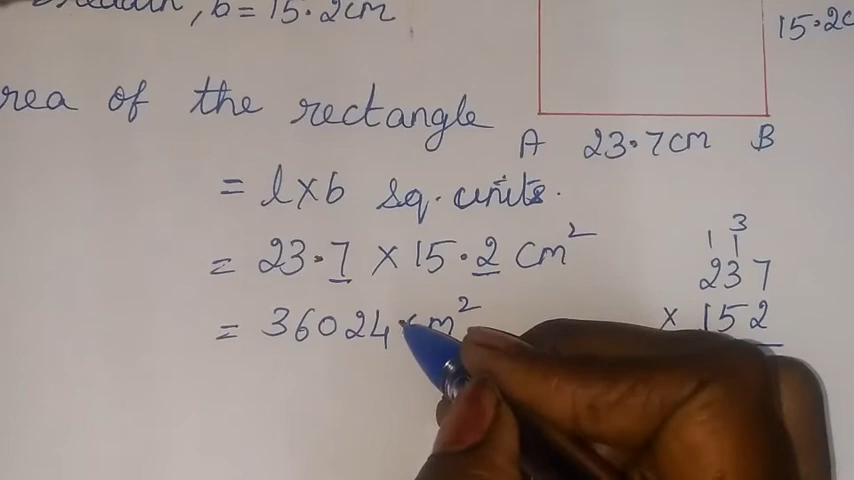 b = 15.2cm
15.2c
rea of the rectangle
A 23.7cm B
= l x b sq. units.
= 23.7 x 15.2 cm²
= 36024 cm²
3
1 1
237
x 152